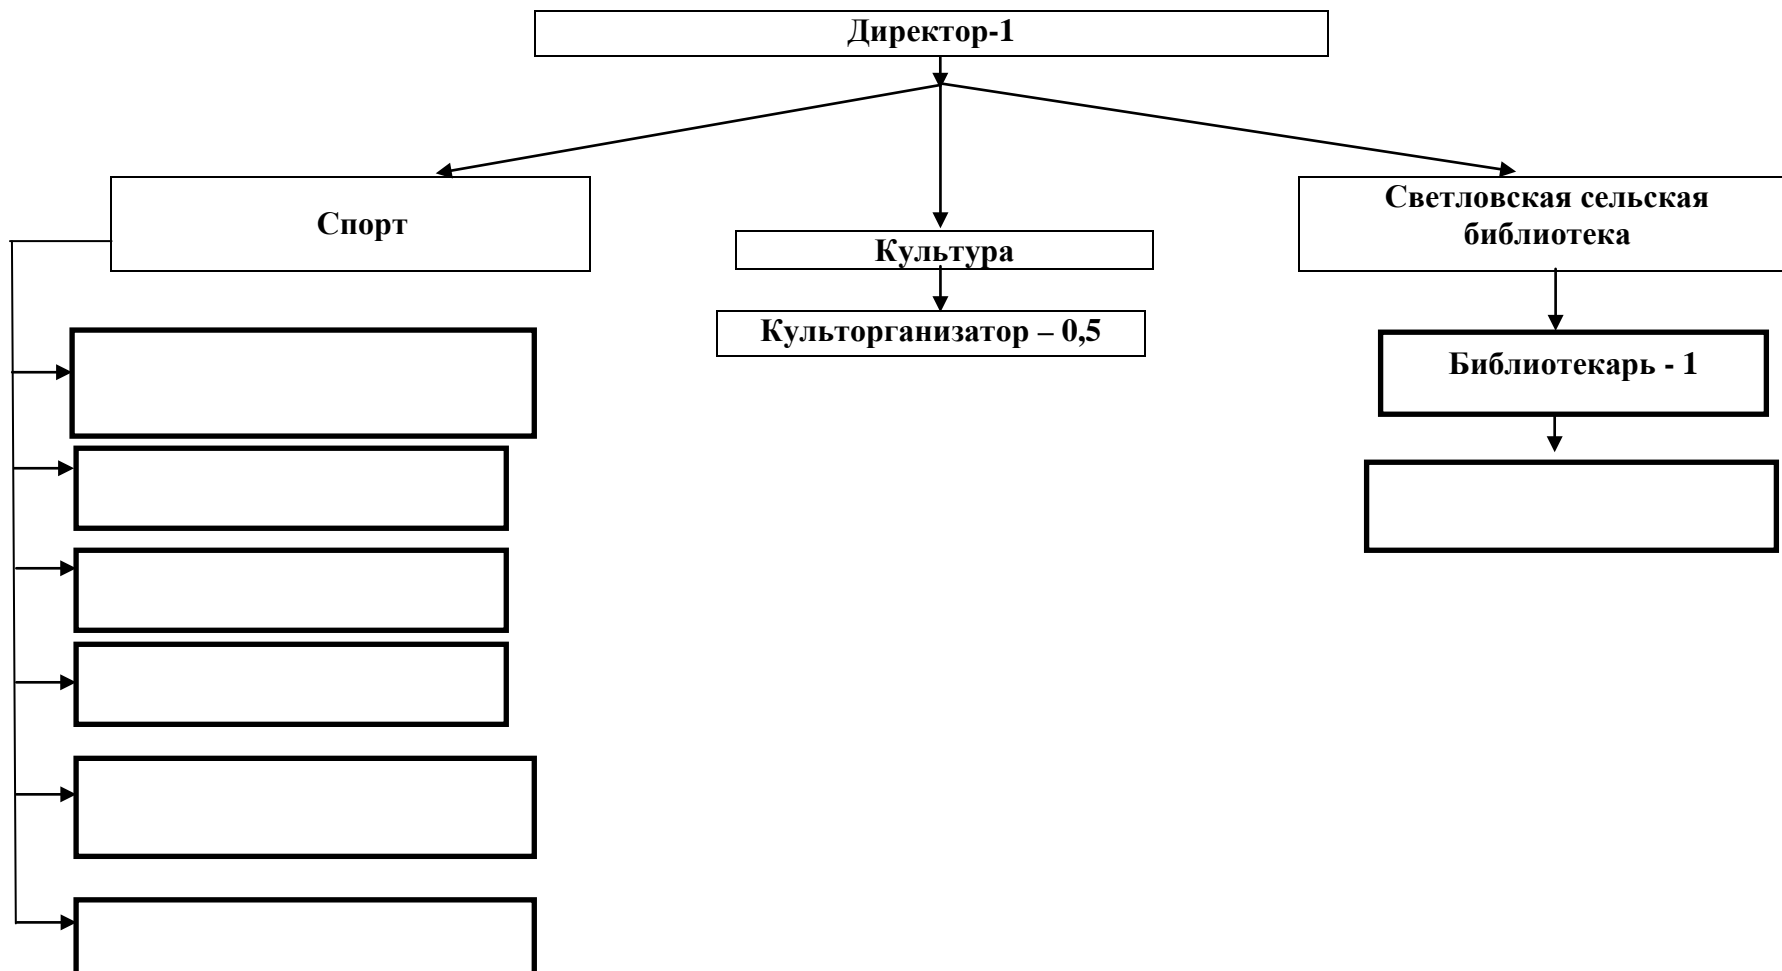 Директор-1
Спорт
Культура
Светловская сельская
библиотека
Культорганизатор – 0,5
Библиотекарь - 1